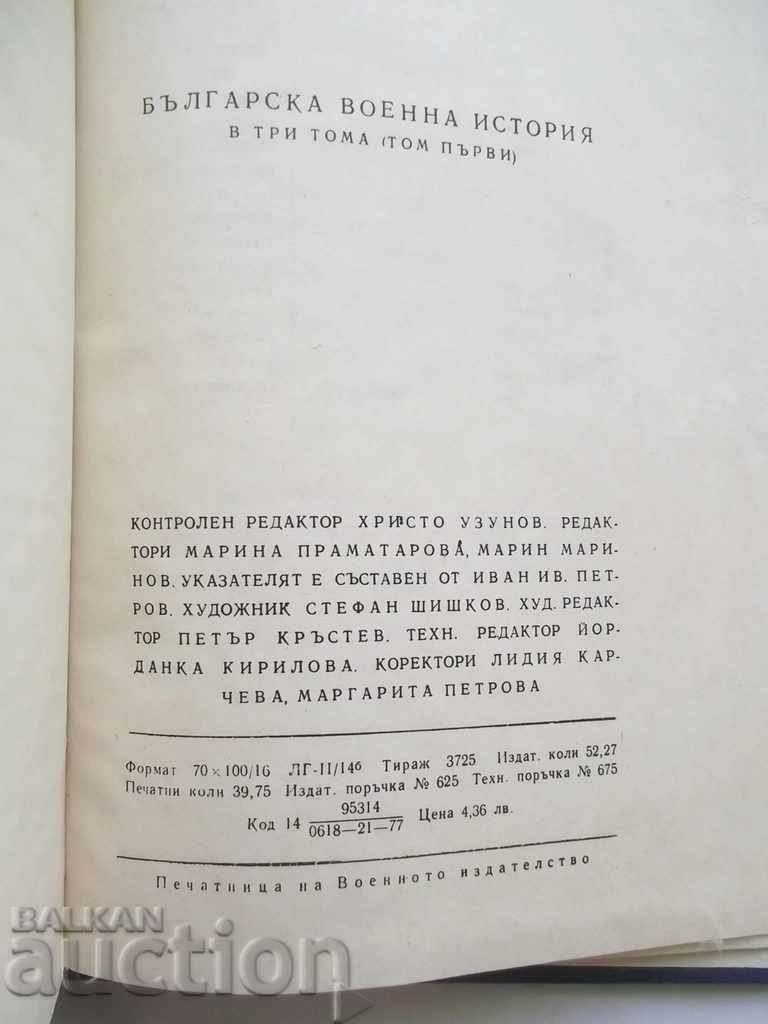 БЪЛГАРСКА ВОЕННА ИСТОРИЯ
В ТРИ ТОМА (ТОМ ПЪРВИ)
КОНТРОЛЕН РЕДАКТОР ХРИСТО УЗУНОВ. РЕДАК-
ТОРИ МАРИНА ПРАМАТАРОВА, МАРИН МАРИ-
НОВ. УКАЗАТЕЛЯТ Е СЪСТАВЕН ОТ ИВАН ИВ. ПЕТ-
РОВ. ХУДОЖНИК СТЕФАН ШИШКОВ. ХУД. РЕДАК-
ТОР ПЕТЪР КРЪСТЕВ. ТЕХН. РЕДАКТОР ЙОР-
ДАНКА КИРИЛОВА. КОРЕКТОРИ ЛИДИЯ КАР-
ЧЕВА, МАРГАРИТА ПЕТРОВА
Формат 70×100/16 ЛГ-II/14б Тираж 3725 Издат. коли 52,27
Печатни коли 39,75 Издат. поръчка № 625 Техн. поръчка № 675
Код 14 95314/0618—21—77 Цена 4,36 лв.
Печатница на Военното издателство
BALKAN
auction